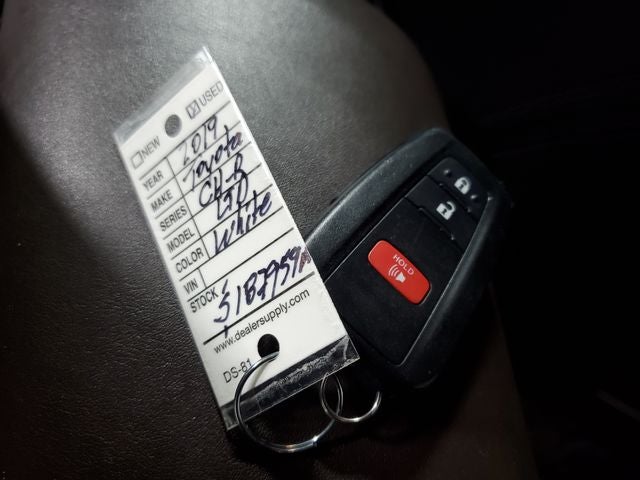 NEW USED
YEAR 2019
MAKE Toyota
SERIES CH-R
MODEL LTD
COLOR White
VIN
STOCK
www.dealersupply.com
DS-81
HOLD